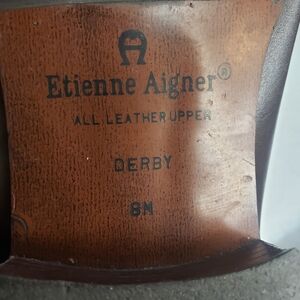 Etienne Aigner®
ALL LEATHER UPPER
DERBY
8M